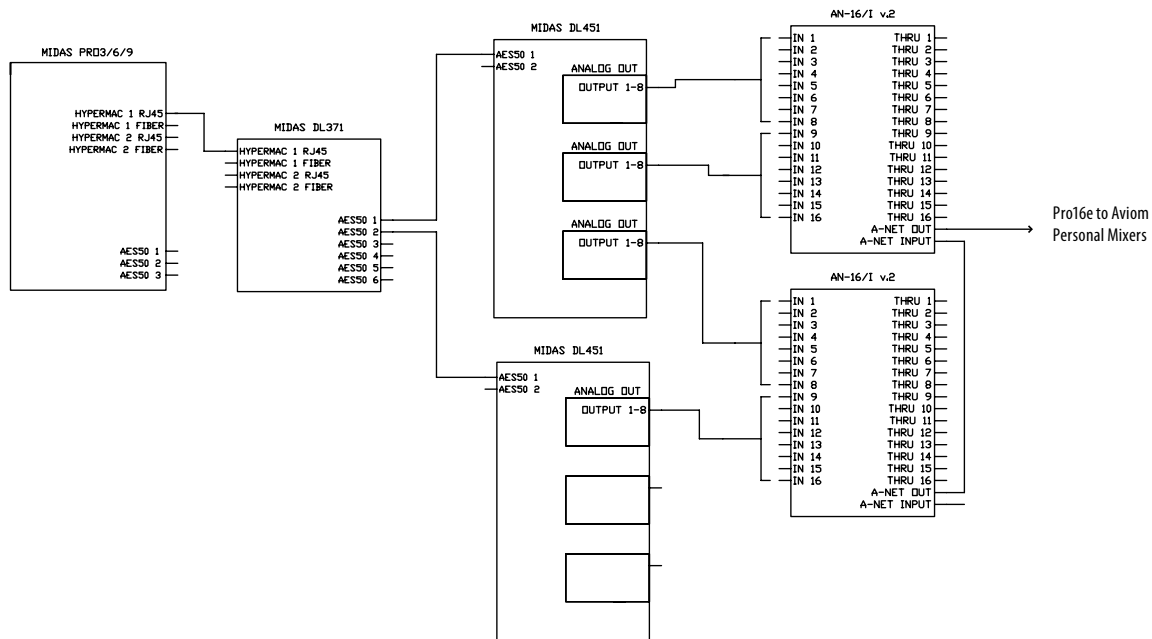 MIDAS PRO3/6/9
HYPERMAC 1 RJ45
HYPERMAC 1 FIBER
HYPERMAC 2 RJ45
HYPERMAC 2 FIBER
AES50 1
AES50 2
AES50 3
MIDAS DL371
HYPERMAC 1 RJ45
HYPERMAC 1 FIBER
HYPERMAC 2 RJ45
HYPERMAC 2 FIBER
AES50 1
AES50 2
AES50 3
AES50 4
AES50 5
AES50 6
MIDAS DL451
AES50 1
AES50 2
ANALOG OUT
OUTPUT 1-8
ANALOG OUT
OUTPUT 1-8
ANALOG OUT
OUTPUT 1-8
MIDAS DL451
AES50 1
AES50 2
ANALOG OUT
OUTPUT 1-8
AN-16/I v.2
IN 1 THRU 1
IN 2 THRU 2
IN 3 THRU 3
IN 4 THRU 4
IN 5 THRU 5
IN 6 THRU 6
IN 7 THRU 7
IN 8 THRU 8
IN 9 THRU 9
IN 10 THRU 10
IN 11 THRU 11
IN 12 THRU 12
IN 13 THRU 13
IN 14 THRU 14
IN 15 THRU 15
IN 16 THRU 16
A-NET OUT
A-NET INPUT
AN-16/I v.2
IN 1 THRU 1
IN 2 THRU 2
IN 3 THRU 3
IN 4 THRU 4
IN 5 THRU 5
IN 6 THRU 6
IN 7 THRU 7
IN 8 THRU 8
IN 9 THRU 9
IN 10 THRU 10
IN 11 THRU 11
IN 12 THRU 12
IN 13 THRU 13
IN 14 THRU 14
IN 15 THRU 15
IN 16 THRU 16
A-NET OUT
A-NET INPUT
Pro16e to Aviom
Personal Mixers